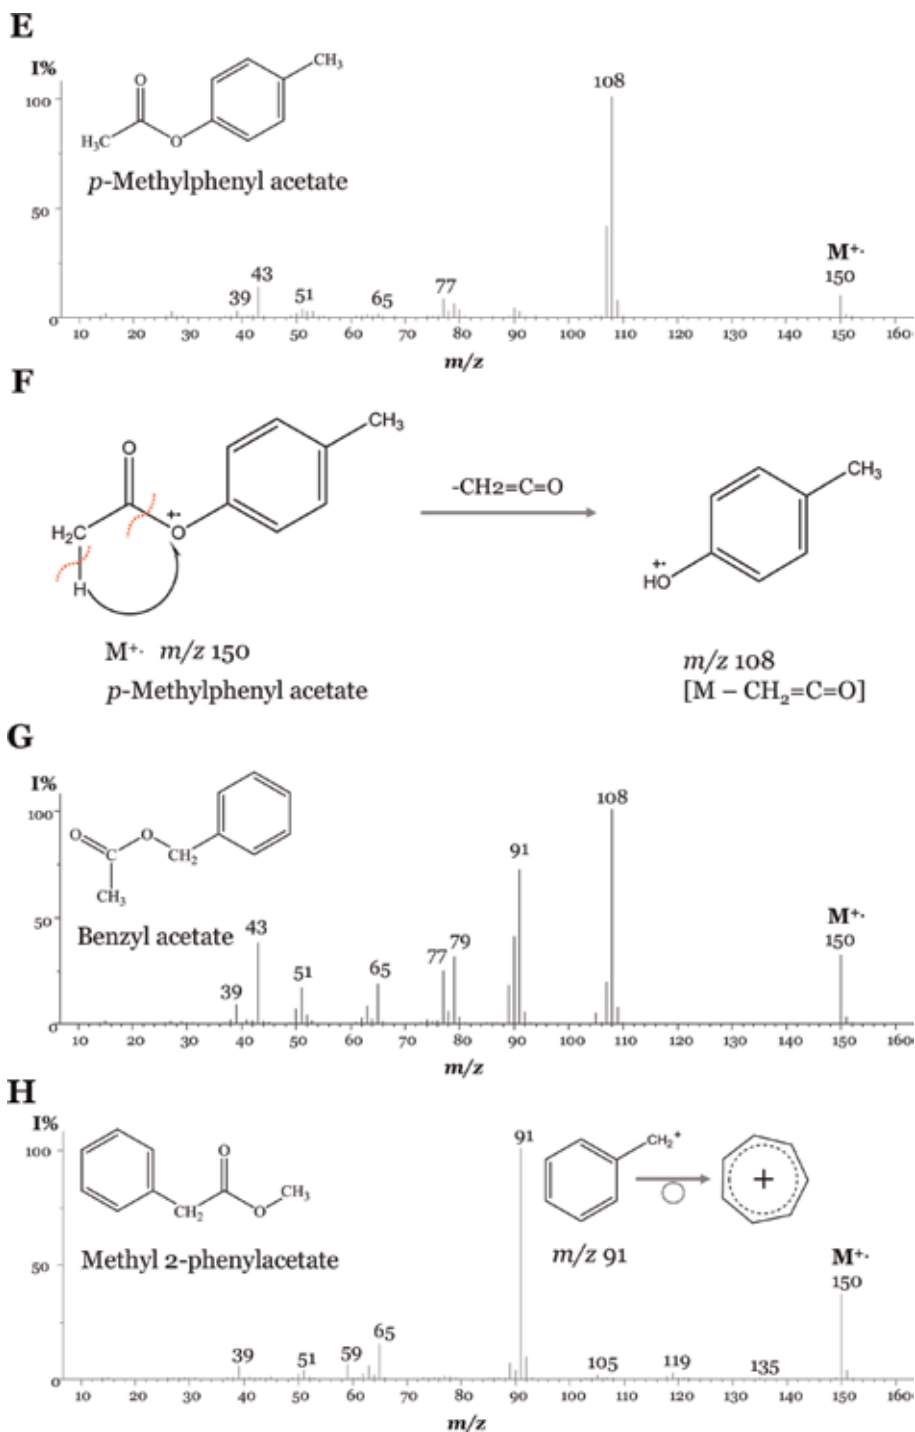 E
I%
100
50
0
O
H₃C
O
CH₃
p-Methylphenyl acetate
39 43 51 65 77 108
M⁺·
150
10 20 30 40 50 60 70 80 90 100 110 120 130 140 150 160
m/z
F
O
H₂C
+·
O
H
CH₃
-CH2=C=O
+·
HO
CH₃
M⁺· m/z 150
p-Methylphenyl acetate
m/z 108
[M – CH₂=C=O]
G
I%
100
50
0
O
C
O
CH₂
CH₃
Benzyl acetate
39 43 51 65 77 79 91 108
M⁺·
150
10 20 30 40 50 60 70 80 90 100 110 120 130 140 150 160
m/z
H
I%
100
50
0
O
CH₂
O
CH₃
Methyl 2-phenylacetate
CH₂⁺
+
m/z 91
39 51 59 65 91 105 119 135
M⁺·
150
10 20 30 40 50 60 70 80 90 100 110 120 130 140 150 160
m/z